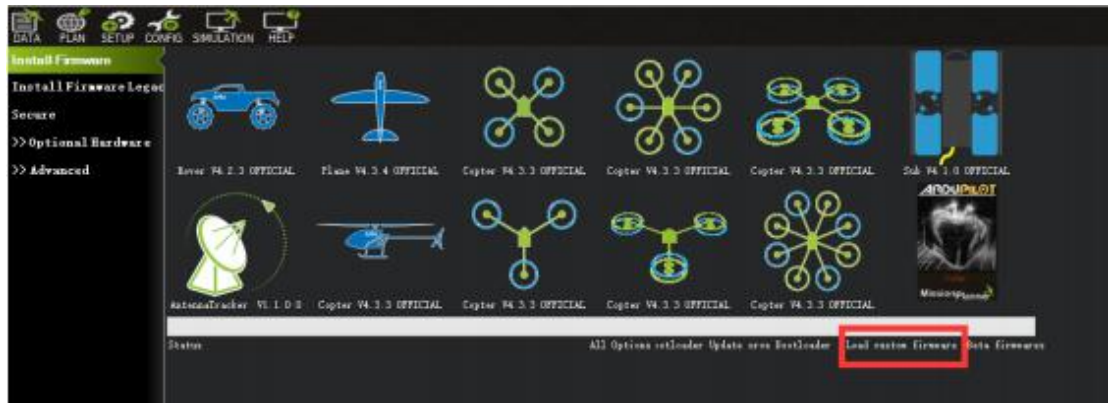 DATA PLAN SETUP CONFIG SIMULATION HELP
Install Firmware
Install Firmware Legac
Secure
>> Optional Hardware
>> Advanced
Rover V4.2.3 OFFICIAL
Plane V4.3.4 OFFICIAL
Copter V4.3.3 OFFICIAL
Copter V4.3.3 OFFICIAL
Copter V4.3.3 OFFICIAL
Sub V4.1.0 OFFICIAL
ARDUPILOT
Mission Planner
AntennaTracker V1.1.0 O
Copter V4.3.3 OFFICIAL
Copter V4.3.3 OFFICIAL
Copter V4.3.3 OFFICIAL
Copter V4.3.3 OFFICIAL
Status
All Options Update Bootloader Load custom firmware Beta firmwares